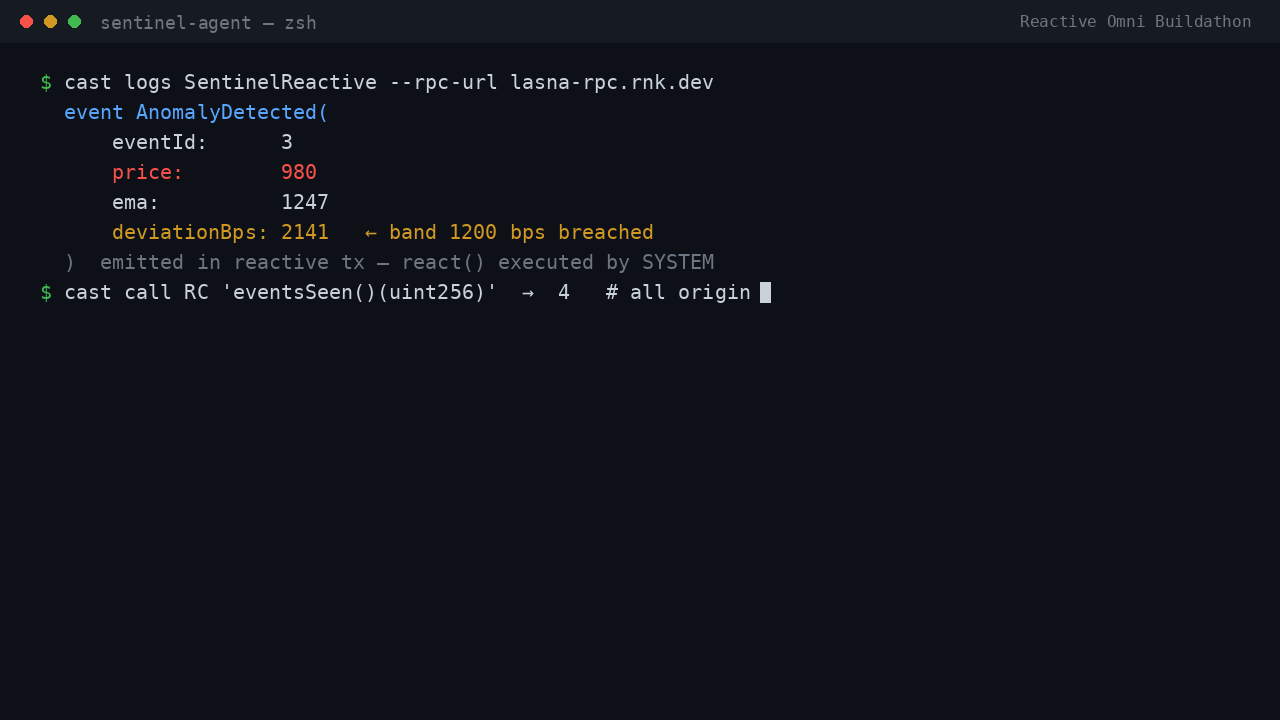 sentinel-agent — zsh
Reactive Omni Buildathon
$ cast logs SentinelReactive --rpc-url lasna-rpc.rnk.dev
event AnomalyDetected(
eventId: 3
price: 980
ema: 1247
deviationBps: 2141 ← band 1200 bps breached
) emitted in reactive tx — react() executed by SYSTEM
$ cast call RC 'eventsSeen()(uint256)' → 4 # all origin